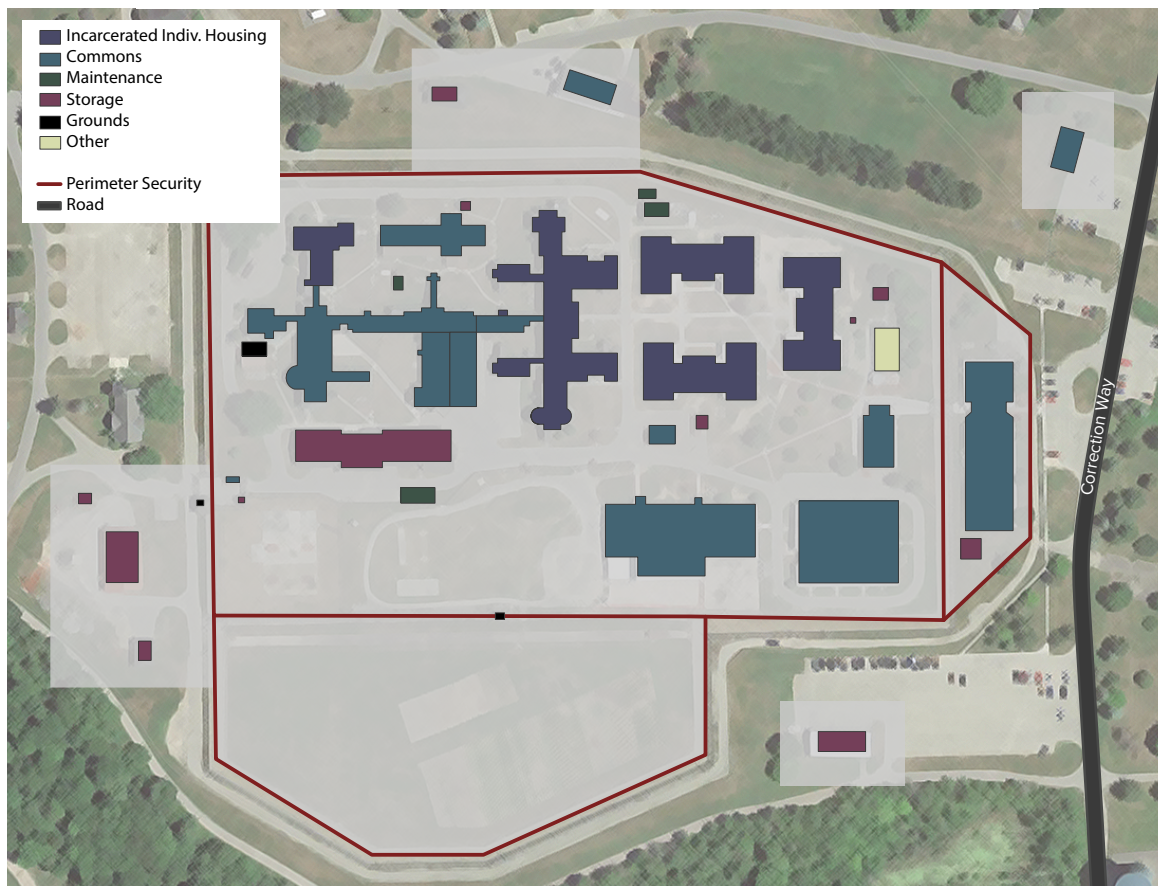 Incarcerated Indiv. Housing
Commons
Maintenance
Storage
Grounds
Other
Perimeter Security
Road
Correction Way